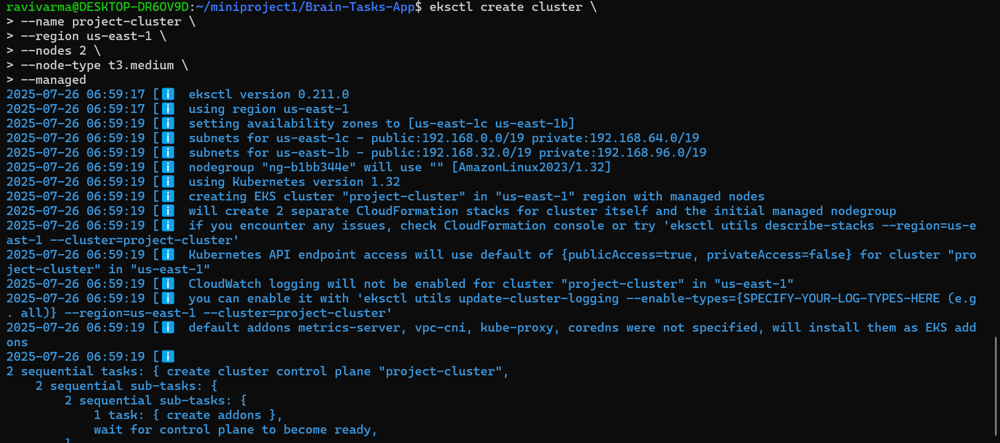 ravivarma@DESKTOP-DR6OV9D:~/miniproject1/Brain-Tasks-App$ eksctl create cluster \
> --name project-cluster \
> --region us-east-1 \
> --nodes 2 \
> --node-type t3.medium \
> --managed
2025-07-26 06:59:17 [ℹ]  eksctl version 0.211.0
2025-07-26 06:59:17 [ℹ]  using region us-east-1
2025-07-26 06:59:19 [ℹ]  setting availability zones to [us-east-1c us-east-1b]
2025-07-26 06:59:19 [ℹ]  subnets for us-east-1c - public:192.168.0.0/19 private:192.168.64.0/19
2025-07-26 06:59:19 [ℹ]  subnets for us-east-1b - public:192.168.32.0/19 private:192.168.96.0/19
2025-07-26 06:59:19 [ℹ]  nodegroup "ng-b1bb344e" will use "" [AmazonLinux2023/1.32]
2025-07-26 06:59:19 [ℹ]  using Kubernetes version 1.32
2025-07-26 06:59:19 [ℹ]  creating EKS cluster "project-cluster" in "us-east-1" region with managed nodes
2025-07-26 06:59:19 [ℹ]  will create 2 separate CloudFormation stacks for cluster itself and the initial managed nodegroup
2025-07-26 06:59:19 [ℹ]  if you encounter any issues, check CloudFormation console or try 'eksctl utils describe-stacks --region=us-e
ast-1 --cluster=project-cluster'
2025-07-26 06:59:19 [ℹ]  Kubernetes API endpoint access will use default of {publicAccess=true, privateAccess=false} for cluster "pro
ject-cluster" in "us-east-1"
2025-07-26 06:59:19 [ℹ]  CloudWatch logging will not be enabled for cluster "project-cluster" in "us-east-1"
2025-07-26 06:59:19 [ℹ]  you can enable it with 'eksctl utils update-cluster-logging --enable-types={SPECIFY-YOUR-LOG-TYPES-HERE (e.g
. all)} --region=us-east-1 --cluster=project-cluster'
2025-07-26 06:59:19 [ℹ]  default addons metrics-server, vpc-cni, kube-proxy, coredns were not specified, will install them as EKS add
ons
2025-07-26 06:59:19 [ℹ]
2 sequential tasks: { create cluster control plane "project-cluster",
    2 sequential sub-tasks: {
        2 sequential sub-tasks: {
            1 task: { create addons },
            wait for control plane to become ready,
        }